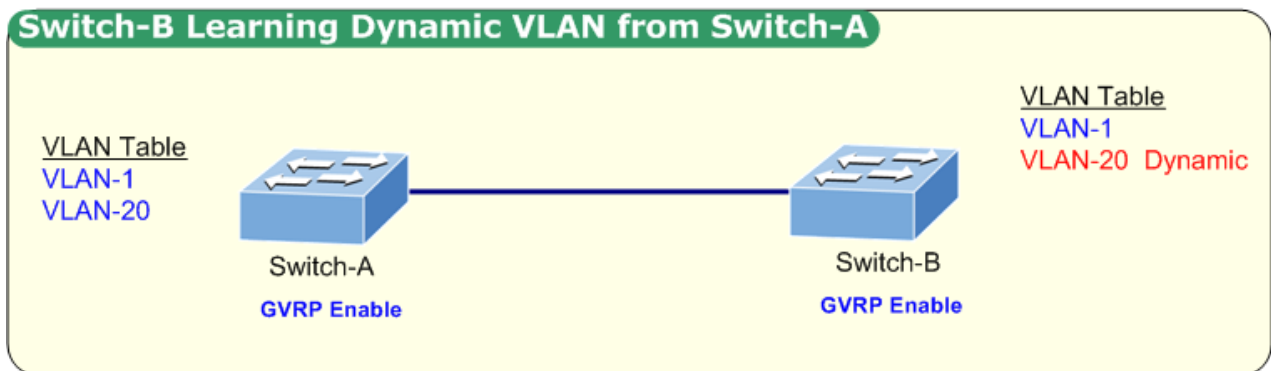 Switch-B Learning Dynamic VLAN from Switch-A
VLAN Table
VLAN-1
VLAN-20
Switch-A
GVRP Enable
VLAN Table
VLAN-1
VLAN-20 Dynamic
Switch-B
GVRP Enable